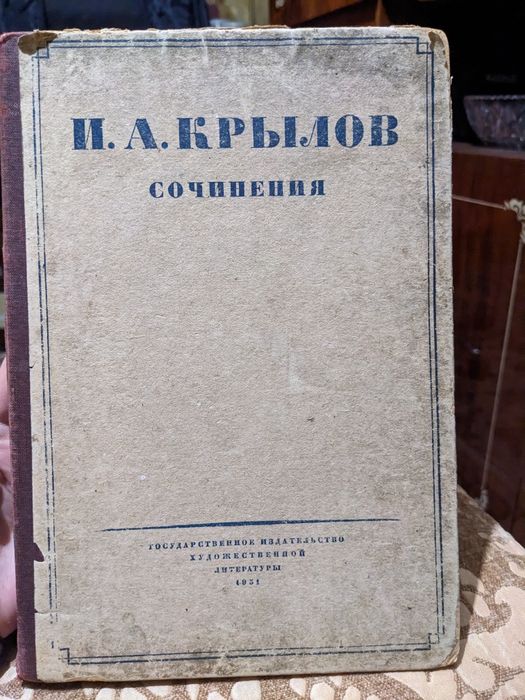 И. А. КРЫЛОВ
СОЧИНЕНИЯ
ГОСУДАРСТВЕННОЕ ИЗДАТЕЛЬСТВО
ХУДОЖЕСТВЕННОЙ
ЛИТЕРАТУРЫ
1931